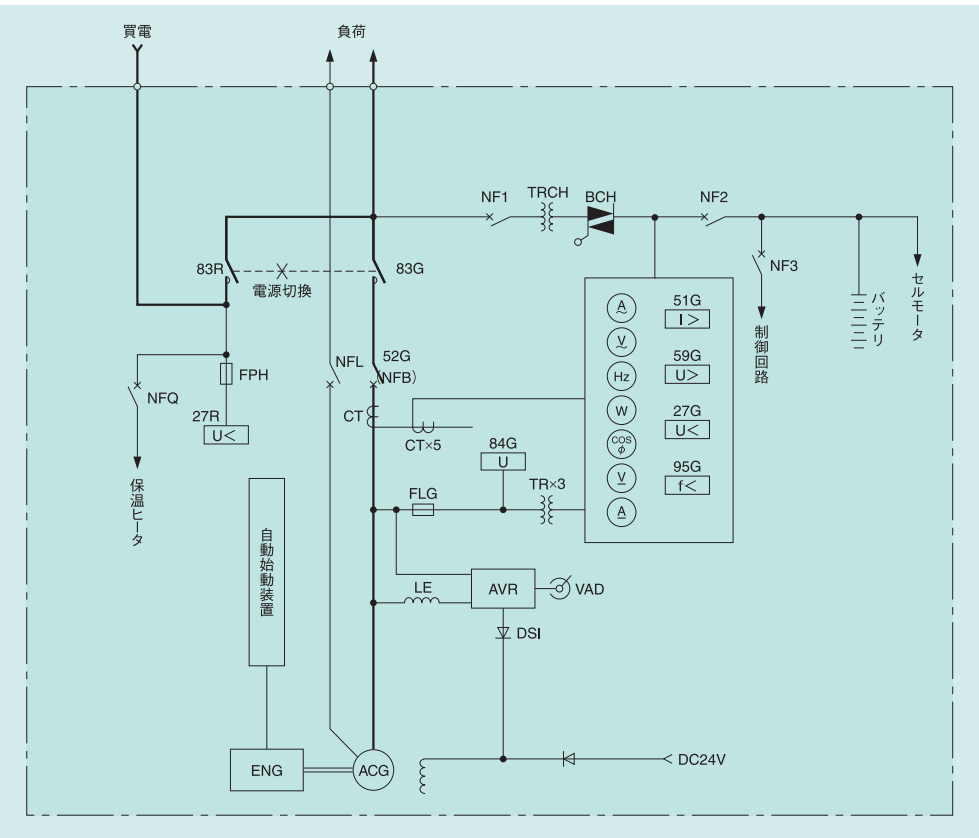 買電
負荷
NF1
TRCH
BCH
NF2
83R
83G
電源切換
NF3
セルモータ
バッテリ
制御回路
A
V
Hz
W
COS
φ
V
A
51G
I >
59G
U>
27G
U<
95G
f<
NFL
52G
(NFB)
FPH
NFQ
27R
U<
CT
CT×5
84G
U
TR×3
FLG
保温ヒータ
自動始動装置
LE
AVR
VAD
DSI
ENG
ACG
DC24V